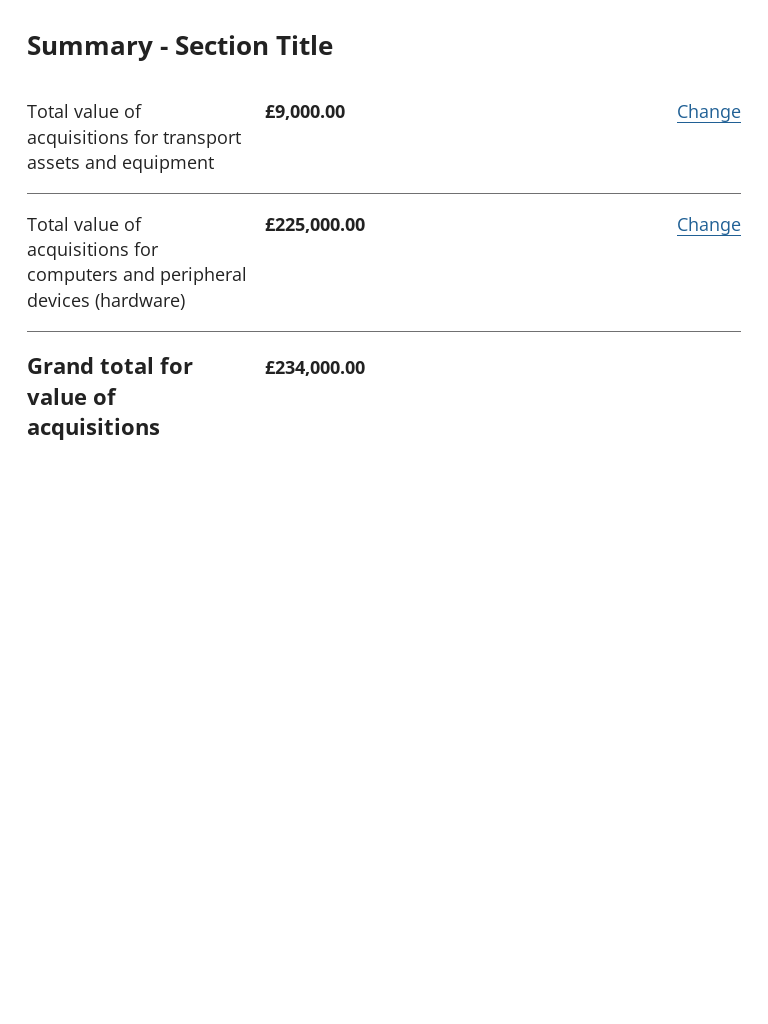 Summary - Section Title
Total value of £9,000.00 Change
acquisitions for transport
assets and equipment
Total value of £225,000.00 Change
acquisitions for
computers and peripheral
devices (hardware)
Grand total for £234,000.00
value of
acquisitions